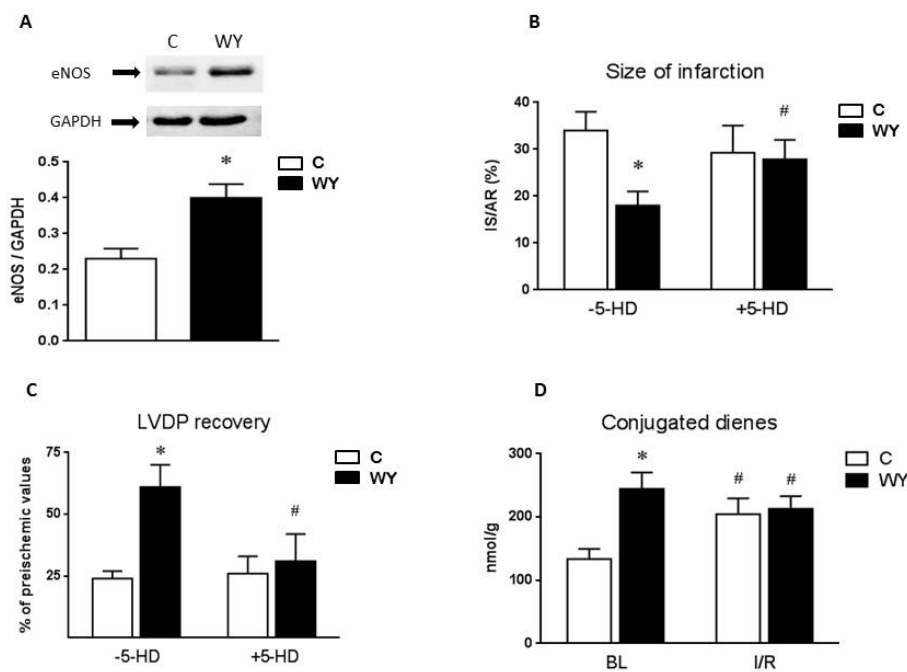 A
C WY
eNOS
GAPDH
C
WY
*
eNOS / GAPDH
0.5
0.4
0.3
0.2
0.1
0.0
B
Size of infarction
C
WY
* #
IS/AR (%)
40
30
20
10
0
-5-HD +5-HD
C
LVDP recovery
C
WY
* #
% of preischemic values
75
50
25
-5-HD +5-HD
D
Conjugated dienes
C
WY
* # #
nmol/g
300
200
100
0
BL I/R